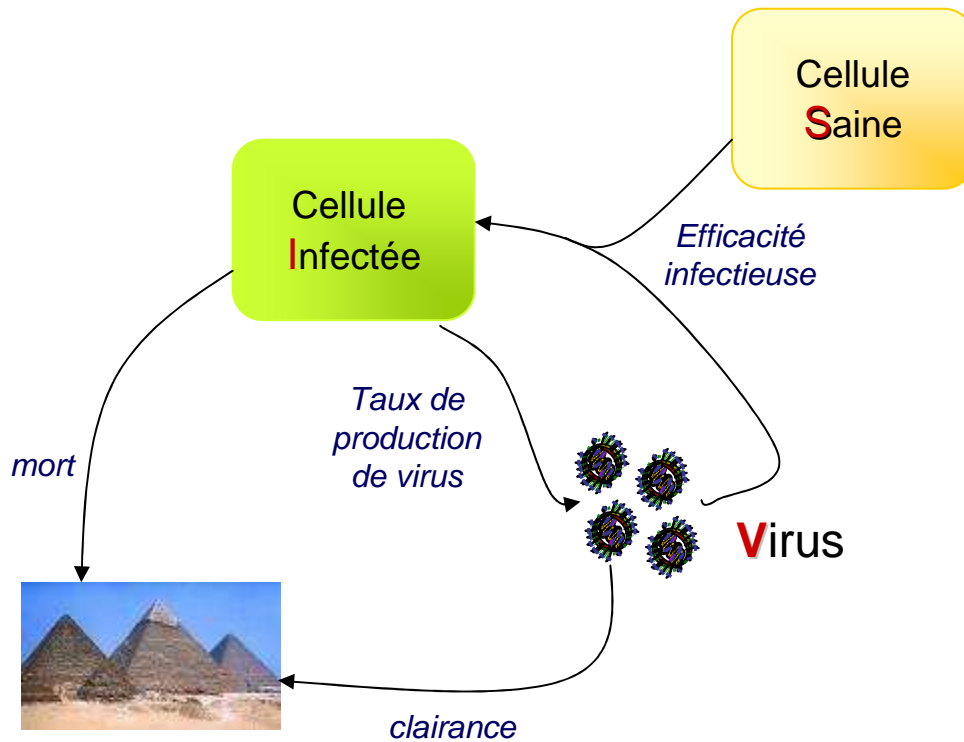 Cellule
Saine
Cellule
Infectée
Efficacité
infectieuse
Taux de
production
de virus
mort
Virus
clairance